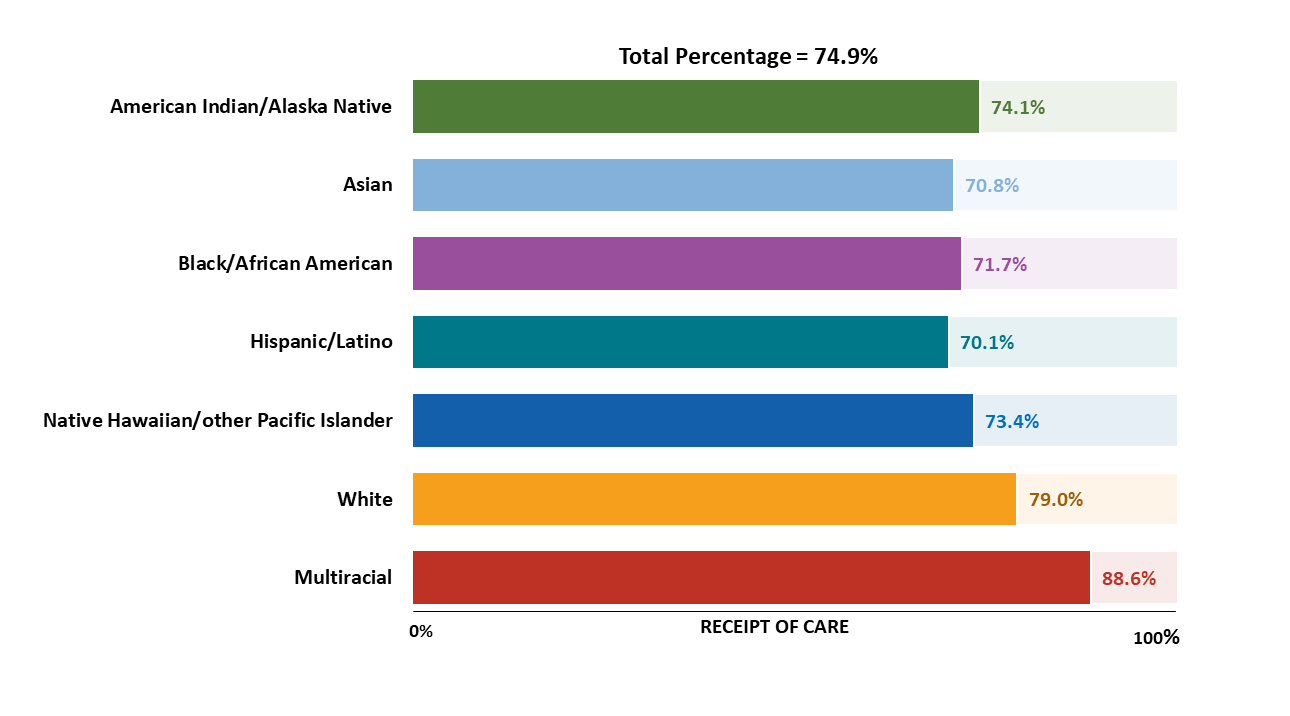 Total Percentage = 74.9%
American Indian/Alaska Native 74.1%
Asian 70.8%
Black/African American 71.7%
Hispanic/Latino 70.1%
Native Hawaiian/other Pacific Islander 73.4%
White 79.0%
Multiracial 88.6%
0% RECEIPT OF CARE 100%